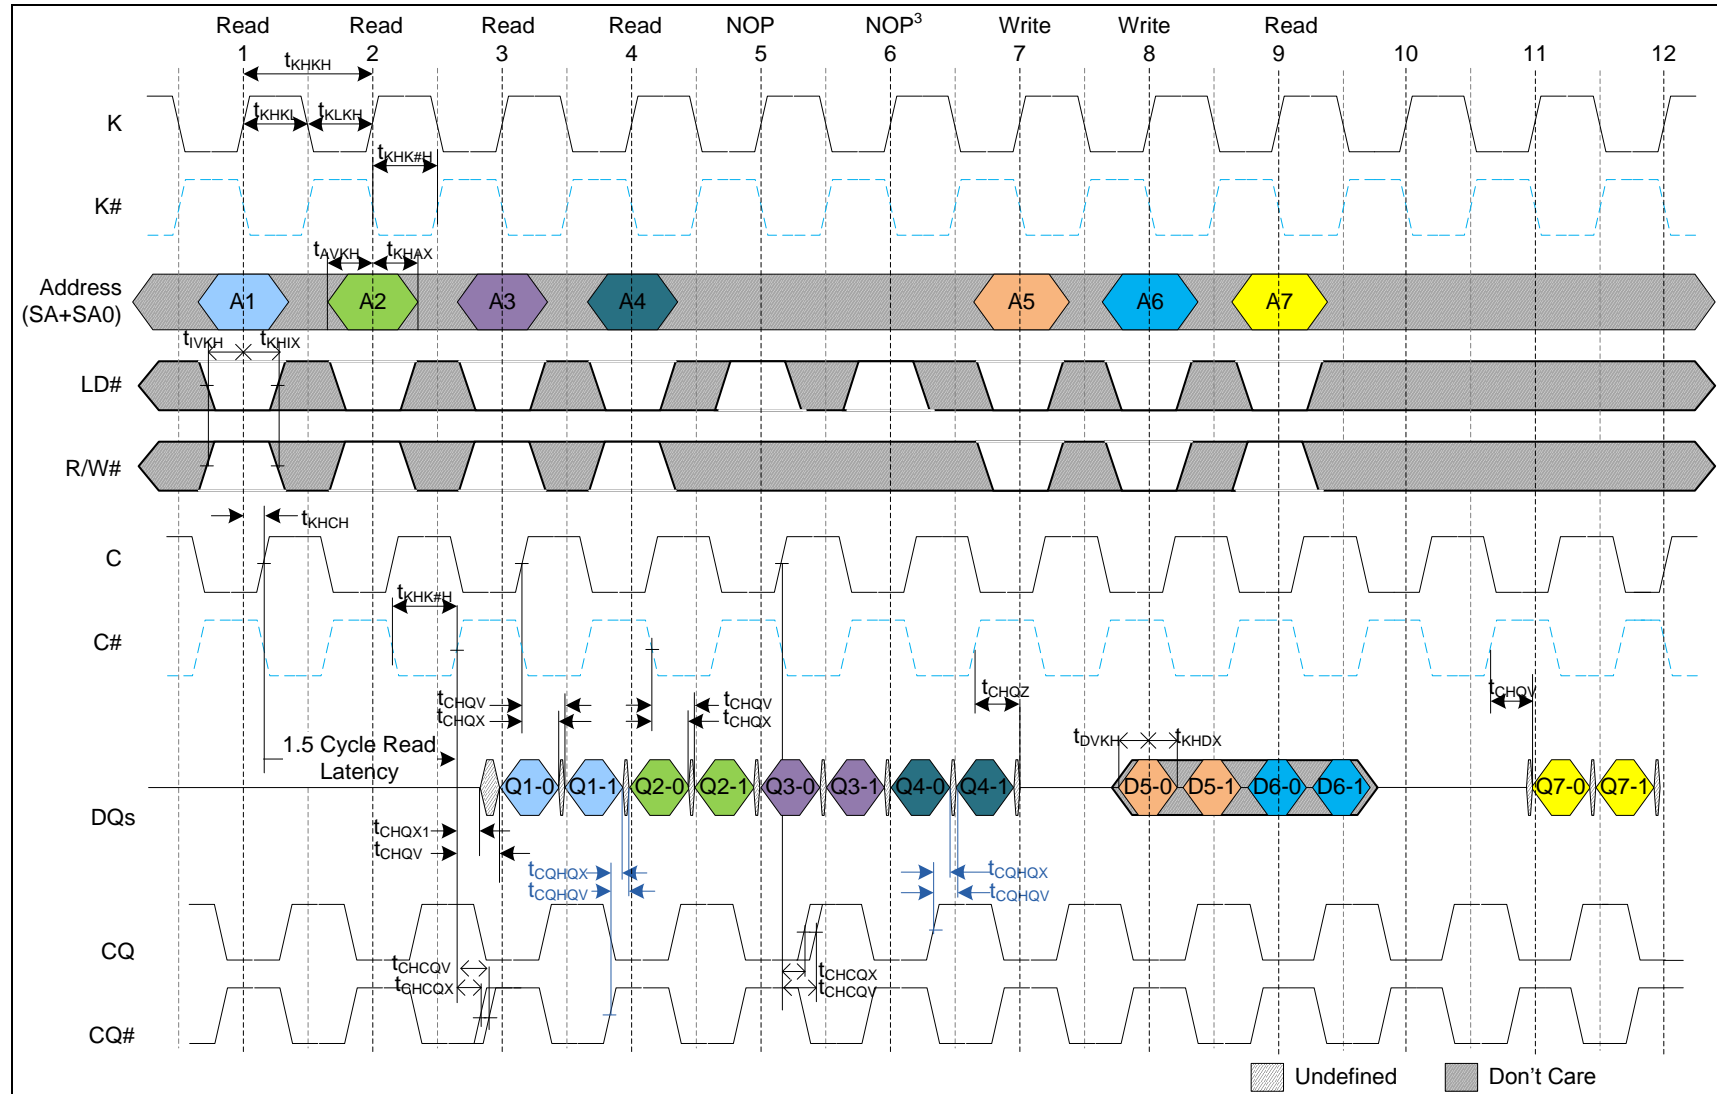 Read Read Read Read NOP NOP3 Write Write Read
1 2 3 4 5 6 7 8 9 10 11 12
tKHKH
K
tKHKL tKLKH
tKHK#H
K#
tAVKH tKHAX
Address
(SA+SA0)
A1 A2 A3 A4 A5 A6 A7
tIVKH tKHIX
LD#
R/W#
tKHCH
C
tKHK#H
C#
tCHQV tCHQV tCHQZ tCHQV
tCHQX tCHQX
1.5 Cycle Read
Latency
tDVKH tKHDX
DQs
Q1-0 Q1-1 Q2-0 Q2-1 Q3-0 Q3-1 Q4-0 Q4-1 D5-0 D5-1 D6-0 D6-1 Q7-0 Q7-1
tCHQX1
tCHQV
tCQHQX tCQHQX
tCQHQV tCQHQV
CQ
tCHCQV tCHCQX
tCHCQX tCHCQV
CQ#
Undefined Don't Care